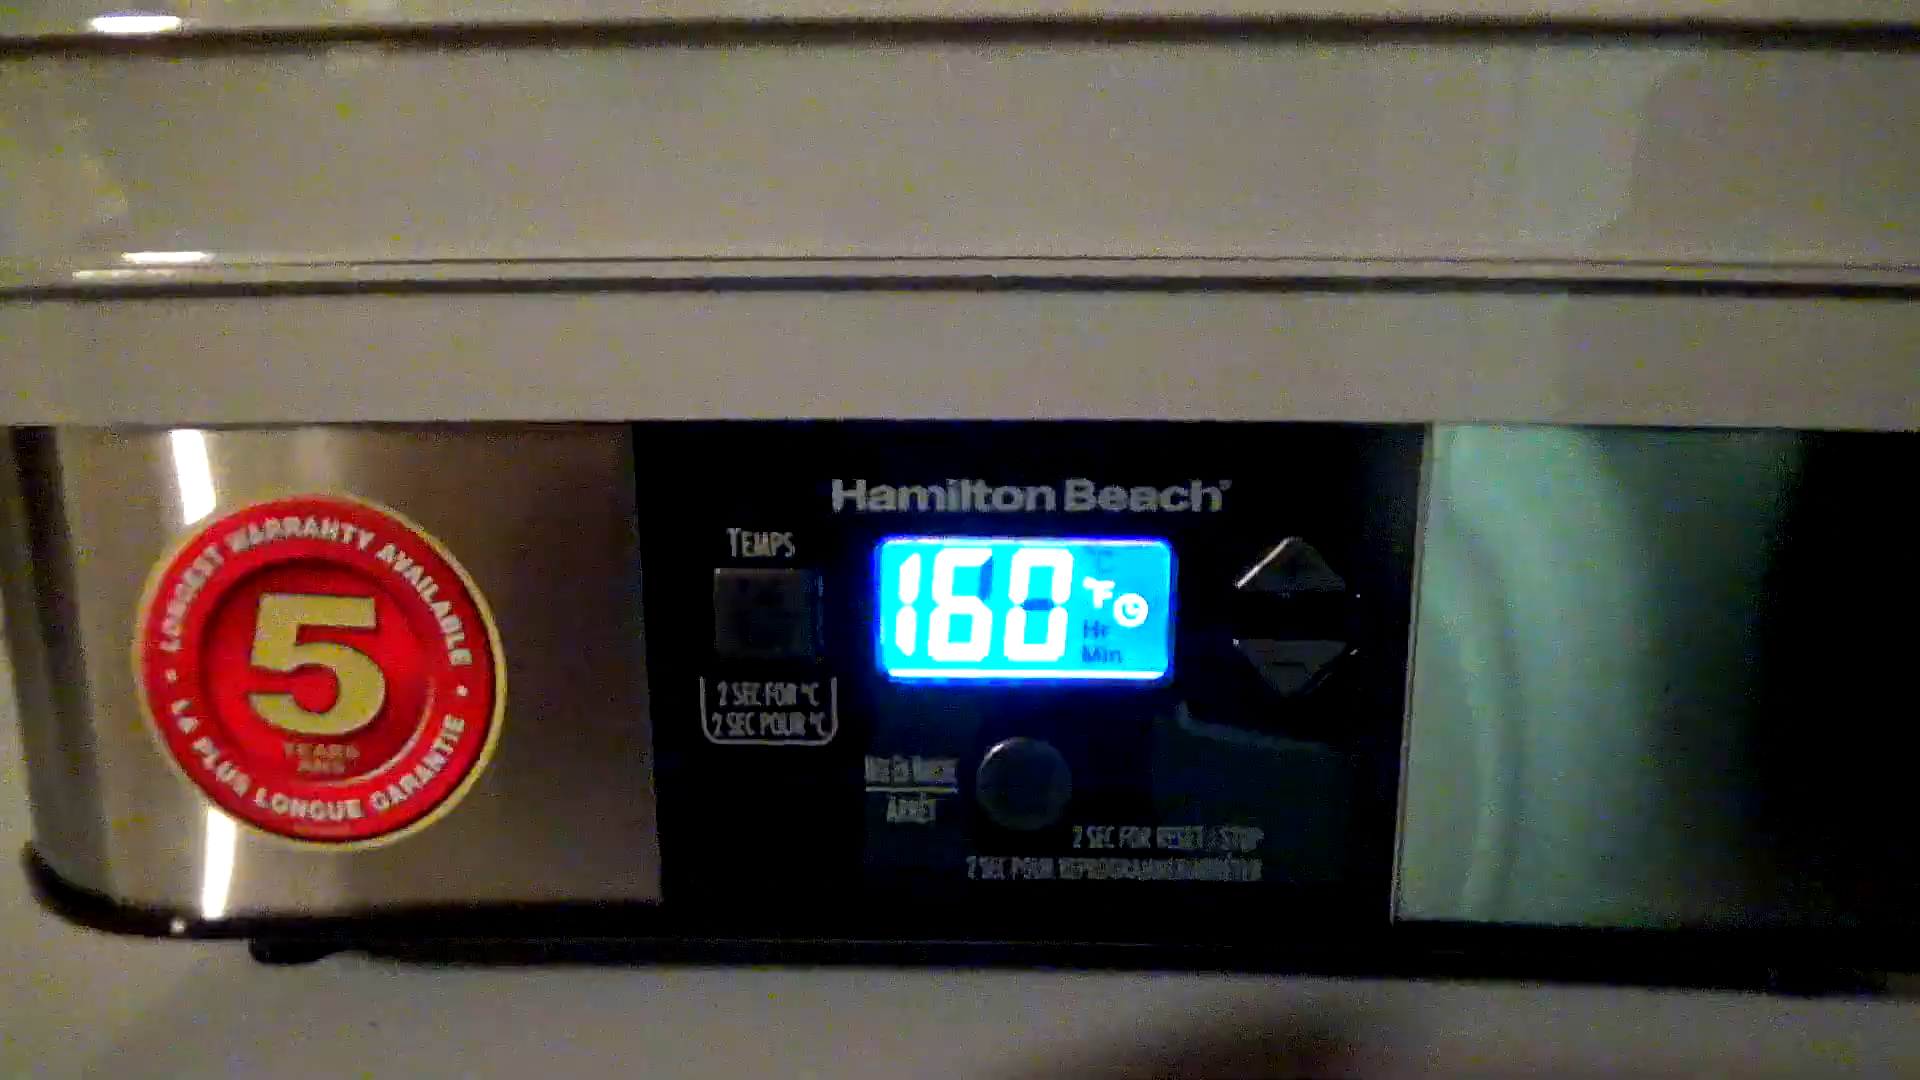 Hamilton Beach
TEMPS
160 °F
°C
Hr
Min
2 SEC FOR °C
2 SEC POUR °C
ARRÊT
2 SEC FOR RESET / STOP
LONGEST WARRANTY AVAILABLE
5
YEARS
ANS
LA PLUS LONGUE GARANTIE